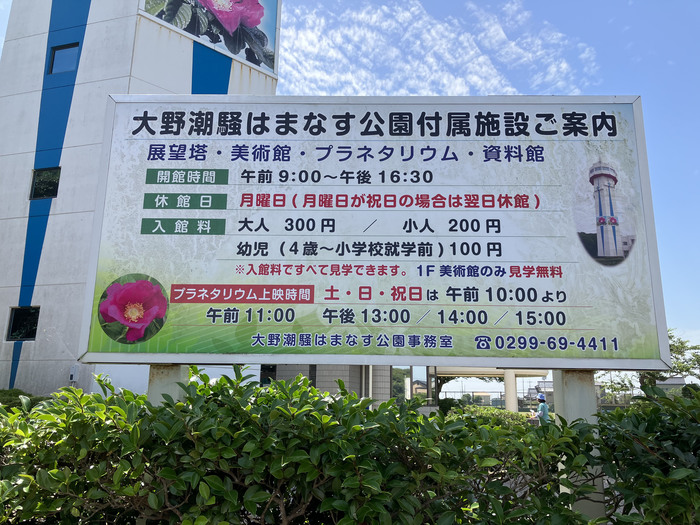 大野潮騒はまなす公園付属施設ご案内
展望塔・美術館・プラネタリウム・資料館
開館時間 午前 9:00～午後 16:30
休館日 月曜日(月曜日が祝日の場合は翌日休館)
入館料 大人 300円 ／ 小人 200円
幼児(4歳～小学校就学前)100円
※入館料ですべて見学できます。1F 美術館のみ見学無料
プラネタリウム上映時間 土・日・祝日は 午前 10:00より
午前 11:00 午後 13:00／14:00／15:00
大野潮騒はまなす公園事務室 ☎0299-69-4411